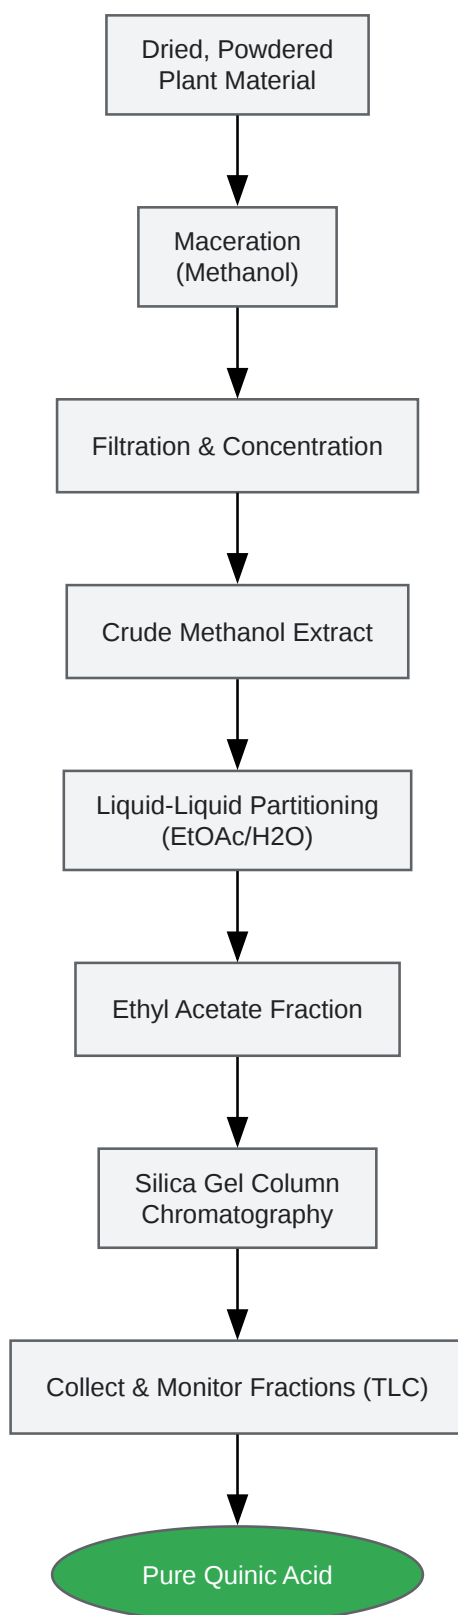 Dried, Powdered
Plant Material
Maceration
(Methanol)
Filtration & Concentration
Crude Methanol Extract
Liquid-Liquid Partitioning
(EtOAc/H2O)
Ethyl Acetate Fraction
Silica Gel Column
Chromatography
Collect & Monitor Fractions (TLC)
Pure Quinic Acid